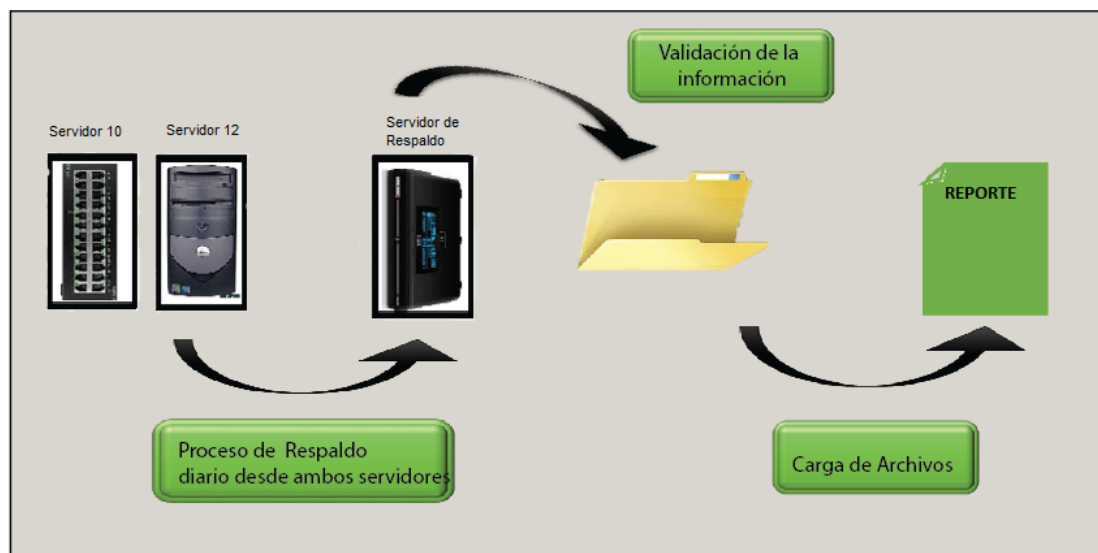 Validación de la
información
Servidor 10
Servidor 12
Servidor de
Respaldo
REPORTE
Proceso de  Respaldo
diario desde ambos servidores
Carga de Archivos